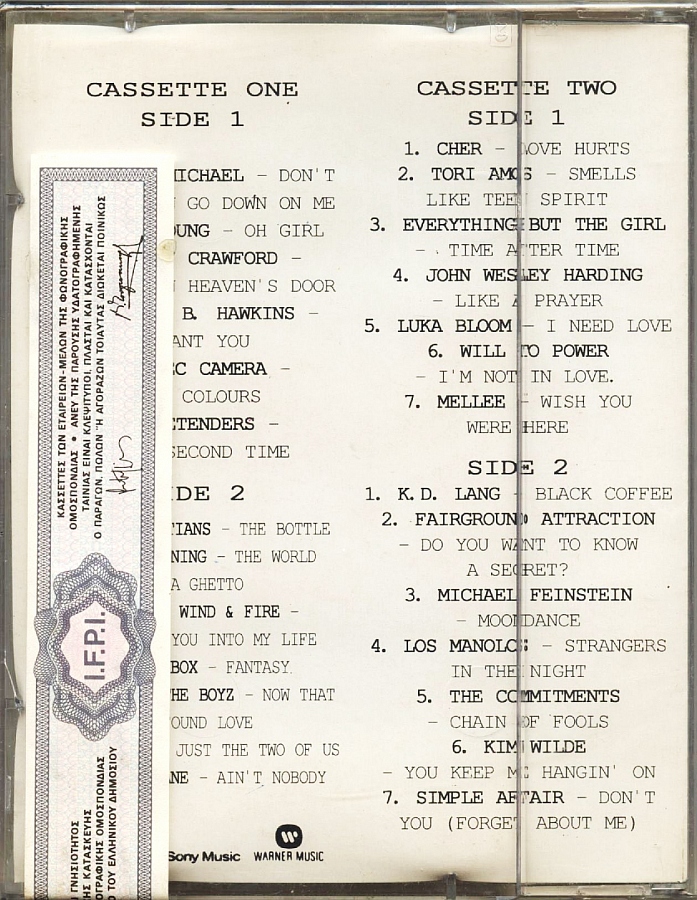 CASSETTE ONE
SIDE 1
ICHAEL – DON'T
GO DOWN ON ME
UNG – OH GIRL
CRAWFORD –
HEAVEN'S DOOR
B. HAWKINS –
ANT YOU
C CAMERA –
COLOURS
TENDERS –
SECOND TIME
DE 2
TIANS – THE BOTTLE
NING – THE WORLD
A GHETTO
WIND & FIRE –
YOU INTO MY LIFE
BOX – FANTASY.
HE BOYZ – NOW THAT
OUND LOVE
JUST THE TWO OF US
NE – AIN'T NOBODY
Sony Music WARNER MUSIC
CASSETTE TWO
SIDE 1
1. CHER – LOVE HURTS
2. TORI AMOS – SMELLS
LIKE TEEN SPIRIT
3. EVERYTHING BUT THE GIRL
– TIME AFTER TIME
4. JOHN WESLEY HARDING
– LIKE A PRAYER
5. LUKA BLOOM – I NEED LOVE
6. WILL TO POWER
– I'M NOT IN LOVE.
7. MELLEE – WISH YOU
WERE HERE
SIDE 2
1. K.D. LANG – BLACK COFFEE
2. FAIRGROUND ATTRACTION
– DO YOU WANT TO KNOW
A SECRET?
3. MICHAEL FEINSTEIN
– MOONDANCE
4. LOS MANOLOS – STRANGERS
IN THE NIGHT
5. THE COMMITMENTS
– CHAIN OF FOOLS
6. KIM WILDE
– YOU KEEP ME HANGIN' ON
7. SIMPLE AFFAIR – DON'T
YOU (FORGET ABOUT ME)
ΚΑΣΣΕΤΤΕΣ ΤΩΝ ΕΤΑΙΡΕΙΩΝ-ΜΕΛΩΝ ΤΗΣ ΦΩΝΟΓΡΑΦΙΚΗΣ
ΟΜΟΣΠΟΝΔΙΑΣ • ΑΝΕΥ ΤΗΣ ΠΑΡΟΥΣΗΣ ΥΔΑΤΟΓΡΑΦΗΜΕΝΗΣ
ΤΑΙΝΙΑΣ ΕΙΝΑΙ ΚΛΕΨΙΤΥΠΟΙ, ΠΛΑΣΤΑΙ ΚΑΙ ΚΑΤΑΣΧΟΝΤΑΙ
Ο ΠΑΡΑΓΩΝ, ΠΩΛΩΝ Ή ΑΓΟΡΑΖΩΝ ΤΟΙΑΥΤΑΣ ΔΙΩΚΕΤΑΙ ΠΟΙΝΙΚΩΣ
I.F.P.I.
ΓΝΗΣΙΟΤΗΤΟΣ
ΗΣ ΚΑΤΑΣΚΕΥΗΣ
ΟΓΡΑΦΙΚΗΣ ΟΜΟΣΠΟΝΔΙΑΣ
ΤΟΥ ΕΛΛΗΝΙΚΟΥ ΔΗΜΟΣΙΟΥ